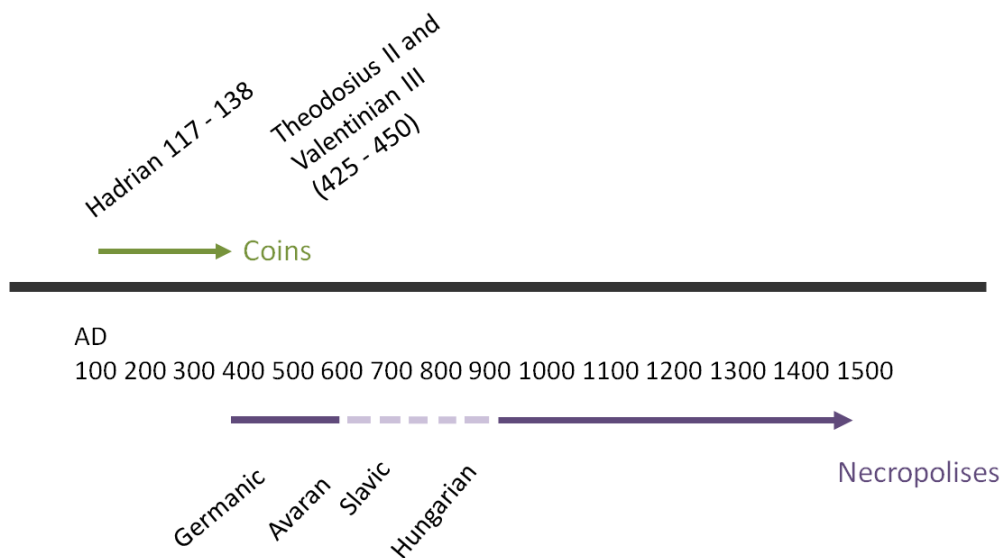 Hadrian 117 - 138
Theodosius II and
Valentinian III
(425 - 450)
Coins
AD
100 200 300 400 500 600 700 800 900 1000 1100 1200 1300 1400 1500
Necropolises
Germanic
Avaran
Slavic
Hungarian